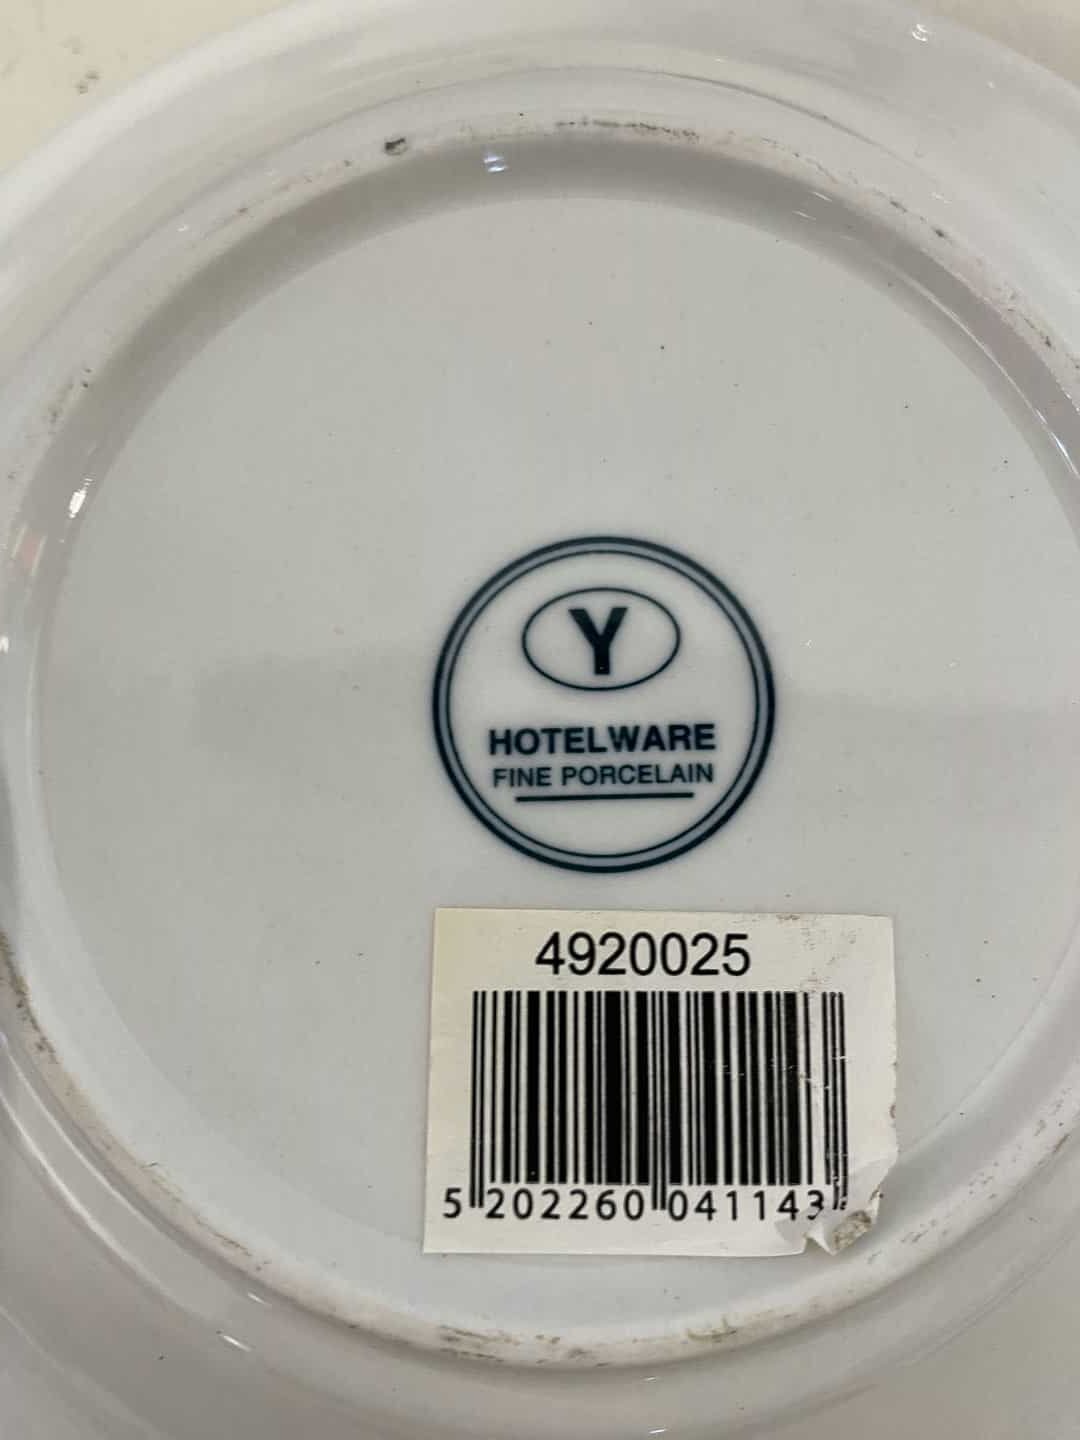 Y
HOTELWARE
FINE PORCELAIN
4920025
5 202260 041143